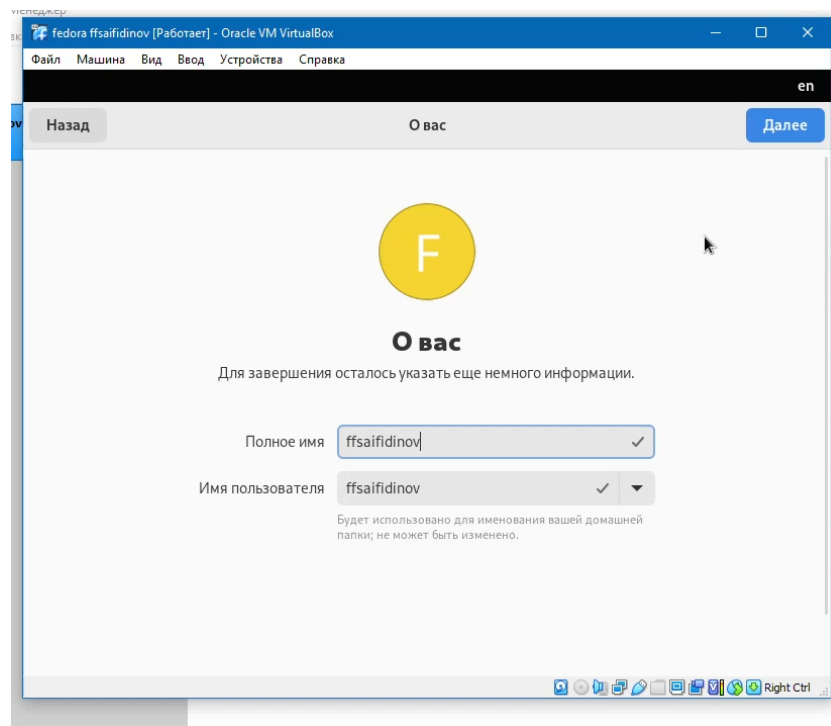 fedora ffsaifidinov [Работает] - Oracle VM VirtualBox
Файл Машина Вид Ввод Устройства Справка
en
Назад
О вас
Далее
F
О вас
Для завершения осталось указать еще немного информации.
Полное имя ffsaifidinov
Имя пользователя ffsaifidinov
Будет использовано для именования вашей домашней
папки; не может быть изменено.
Right Ctrl